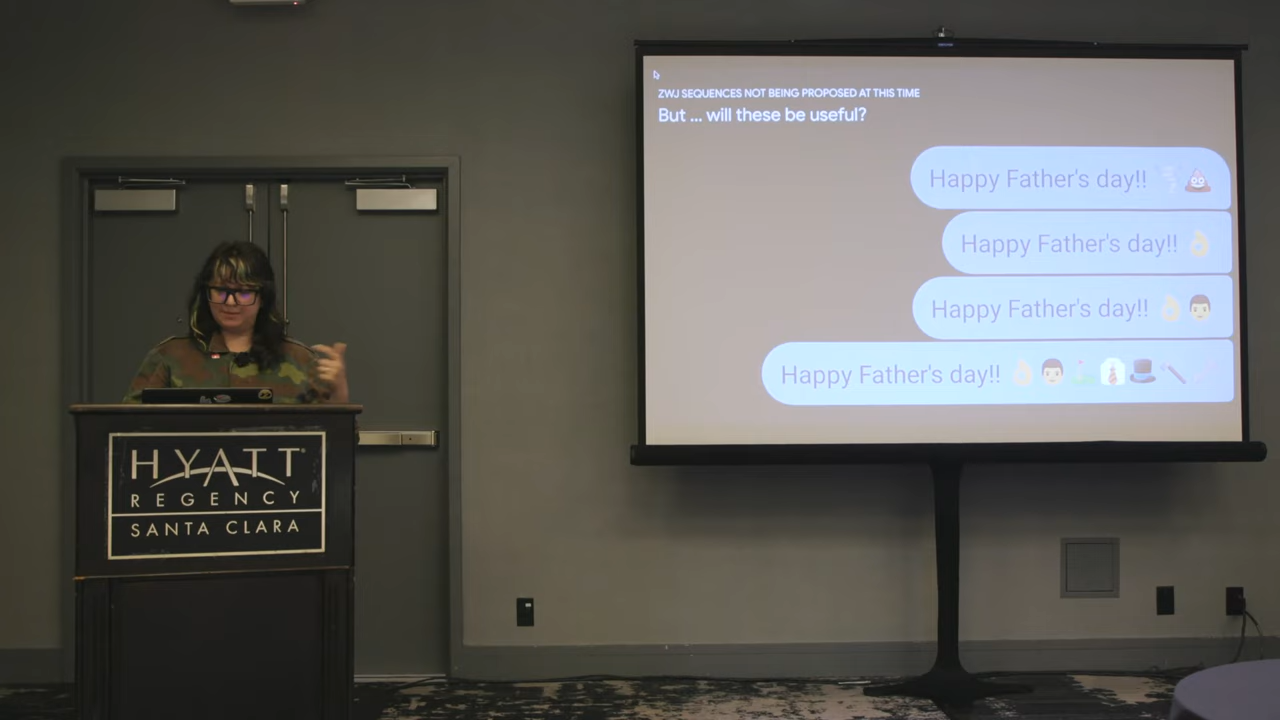 ZWJ SEQUENCES NOT BEING PROPOSED AT THIS TIME
But ... will these be useful?
Happy Father's day!! 💩
Happy Father's day!! 👌
Happy Father's day!! 👌👨
Happy Father's day!! 👌👨⛳👔🎩
HYATT
REGENCY
SANTA CLARA